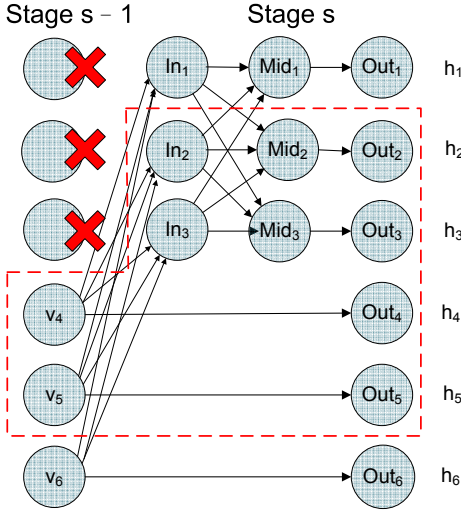 Stage s – 1 Stage s
In1 Mid1 Out1 h1
In2 Mid2 Out2 h2
In3 Mid3 Out3 h3
v4 Out4 h4
v5 Out5 h5
v6 Out6 h6